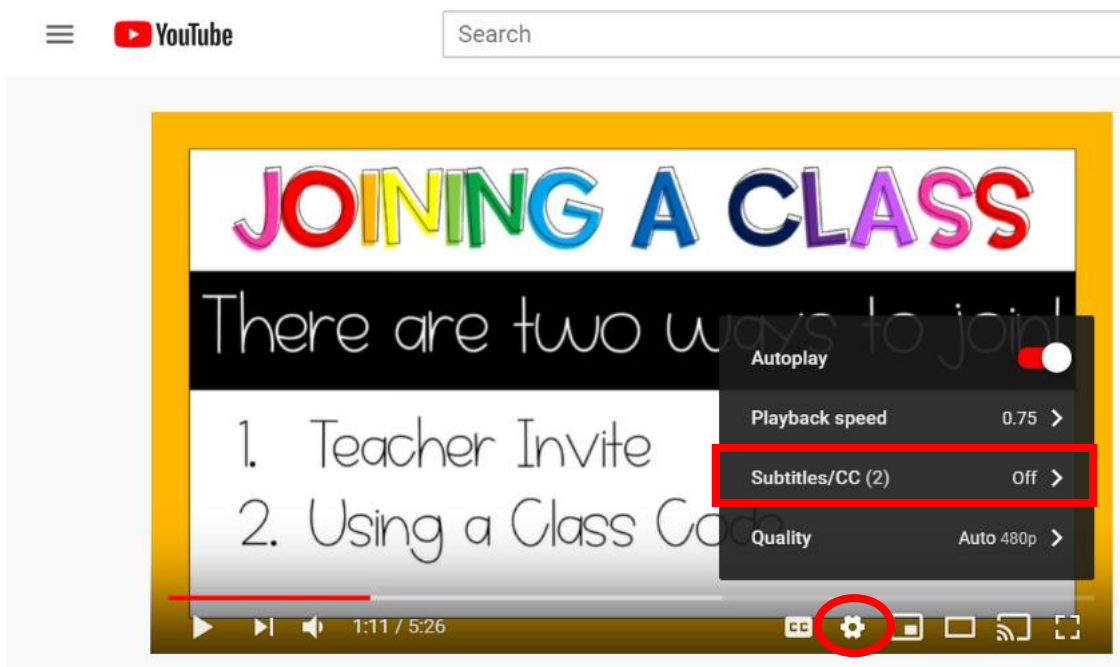 YouTube
Search
JOINING A CLASS
There are two ways to join!
1. Teacher Invite
2. Using a Class Code
Autoplay
Playback speed 0.75
Subtitles/CC (2) Off
Quality Auto 480p
1:11 / 5:26
CC